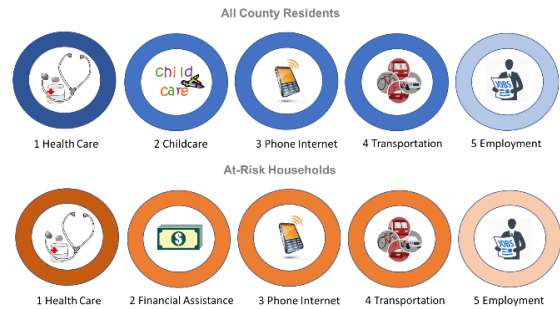 All County Residents
child
care
JOBS
1 Health Care
2 Childcare
3 Phone Internet
4 Transportation
5 Employment
At-Risk Households
$
JOBS
1 Health Care
2 Financial Assistance
3 Phone Internet
4 Transportation
5 Employment